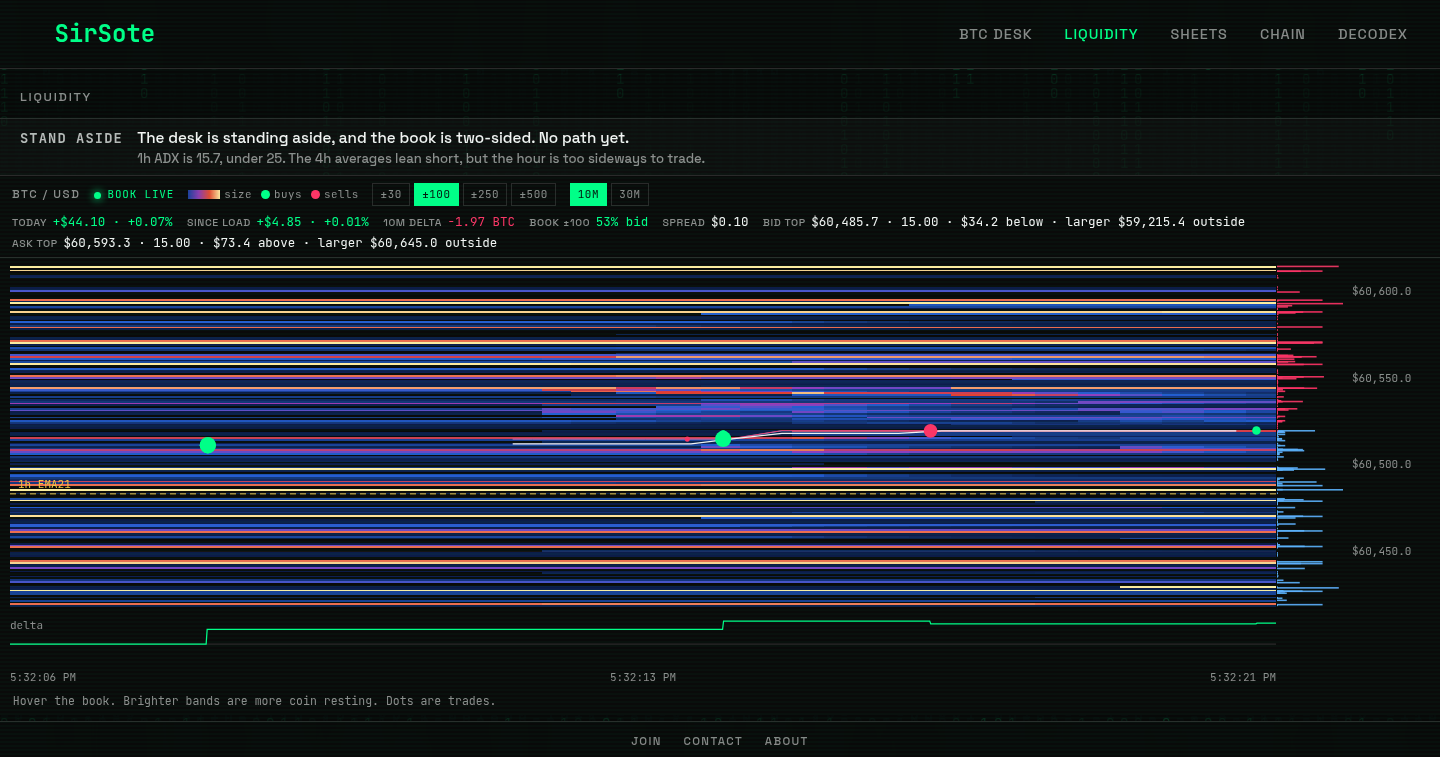 SirSote
BTC DESK LIQUIDITY SHEETS CHAIN DECODEX
LIQUIDITY
STAND ASIDE The desk is standing aside, and the book is two-sided. No path yet.
1h ADX is 15.7, under 25. The 4h averages lean short, but the hour is too sideways to trade.
BTC / USD BOOK LIVE size buys sells ±30 ±100 ±250 ±500 10M 30M
TODAY +$44.10 · +0.07% SINCE LOAD +$4.85 · +0.01% 10M DELTA -1.97 BTC BOOK ±100 53% bid SPREAD $0.10 BID TOP $60,485.7 · 15.00 · $34.2 below · larger $59,215.4 outside
ASK TOP $60,593.3 · 15.00 · $73.4 above · larger $60,645.0 outside
$60,600.0
$60,550.0
$60,500.0
1h EMA21
$60,450.0
delta
5:32:06 PM 5:32:13 PM 5:32:21 PM
Hover the book. Brighter bands are more coin resting. Dots are trades.
JOIN CONTACT ABOUT